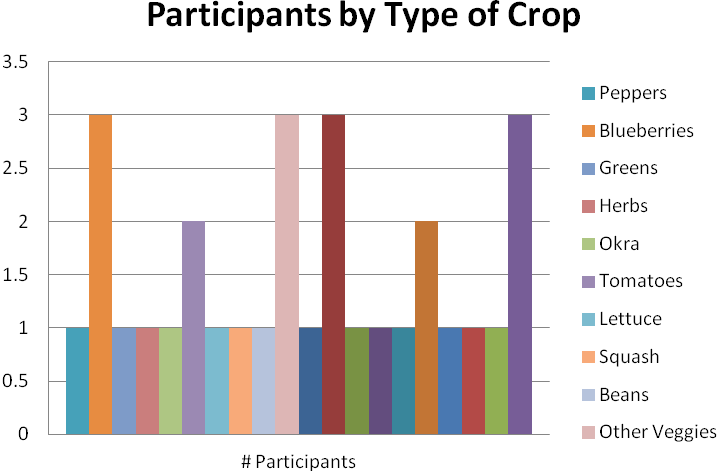 Participants by Type of Crop
3.5
3
2.5
2
1.5
1
0.5
0
# Participants
Peppers
Blueberries
Greens
Herbs
Okra
Tomatoes
Lettuce
Squash
Beans
Other Veggies